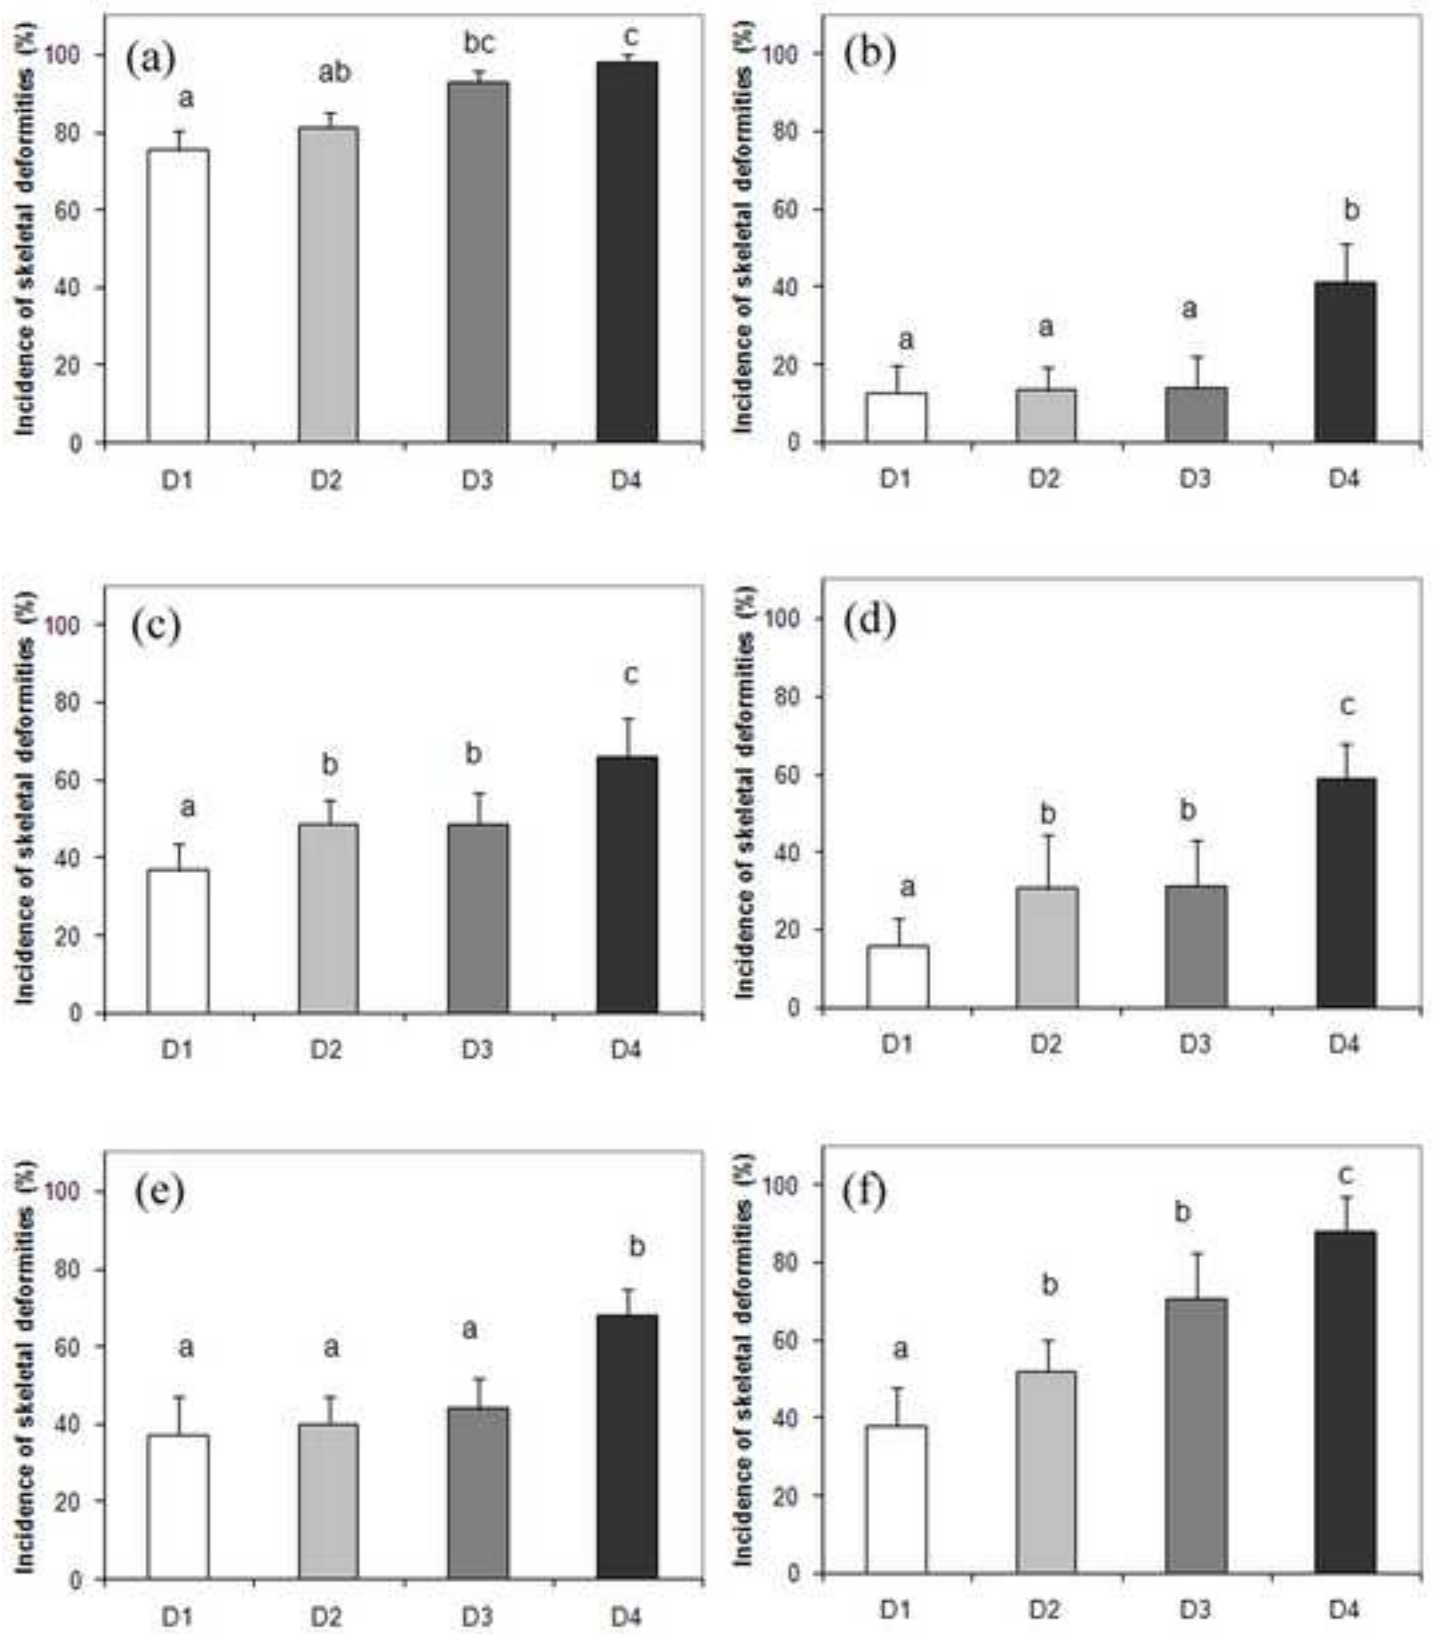 Incidence of skeletal deformities (%)
(a)
100
80
60
40
20
0
a
ab
bc
c
D1 D2 D3 D4
Incidence of skeletal deformities (%)
(b)
100
80
60
40
20
0
a
a
a
b
D1 D2 D3 D4
Incidence of skeletal deformities (%)
(c)
100
80
60
40
20
0
a
b
b
c
D1 D2 D3 D4
Incidence of skeletal deformities (%)
(d)
100
80
60
40
20
0
a
b
b
c
D1 D2 D3 D4
Incidence of skeletal deformities (%)
(e)
100
80
60
40
20
0
a
a
a
b
D1 D2 D3 D4
Incidence of skeletal deformities (%)
(f)
100
80
60
40
20
0
a
b
b
c
D1 D2 D3 D4